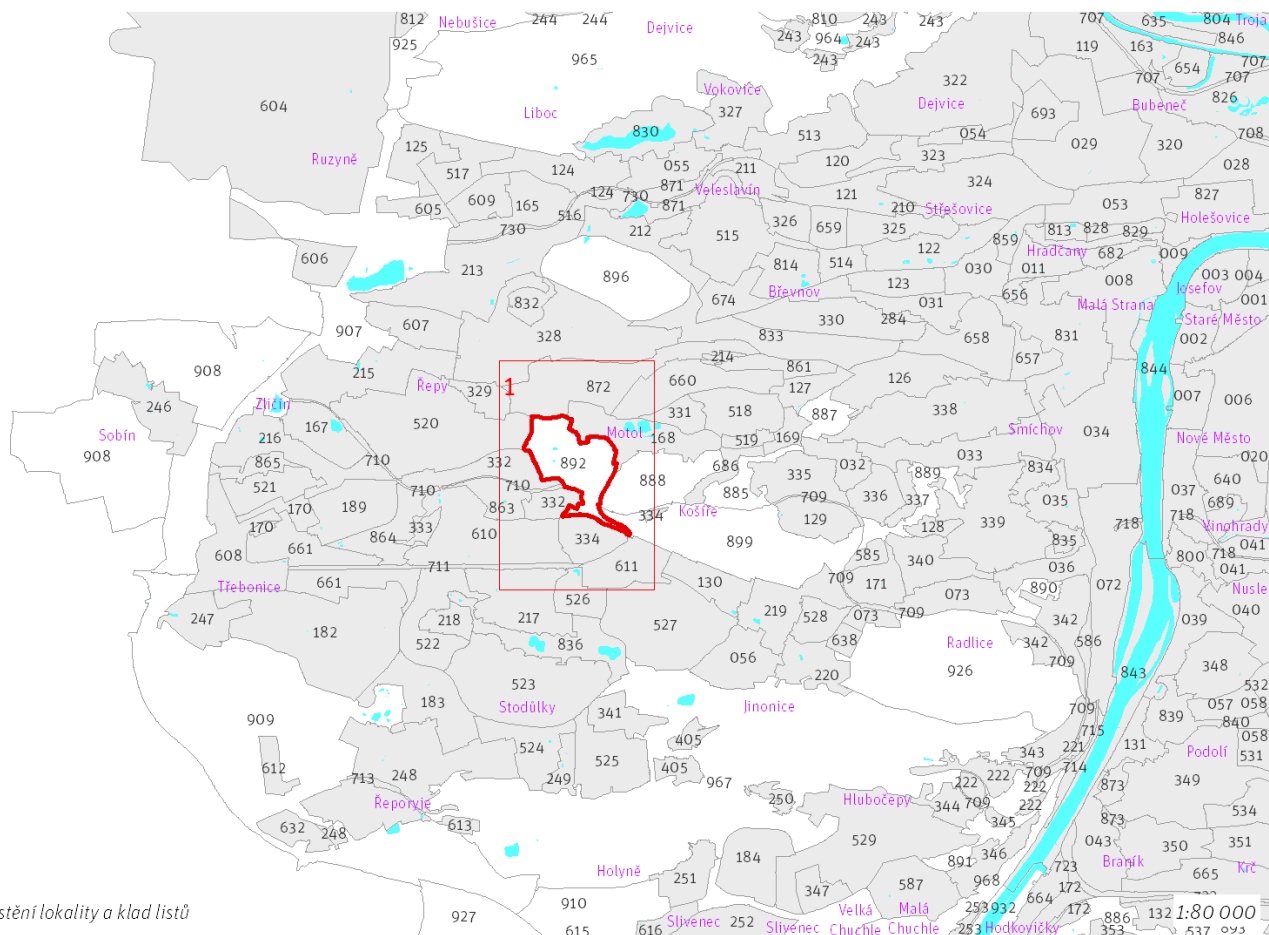 812 Nebušice 244 244 Dejvice 810 243 243 707 635 804 Troja
925 243 964 243 119 163 846
965 243 654 707
604 Vokovice 322 707 707
Liboc 327 Dejvice 693 Bubeneč 826
830 513 054 029 320 708
125 055 120 323 028
Ruzyně 517 124 211 324
124 730 871 Veleslavín 121 827
605 609 165 516 871 210 Střešovice 053 Holešovice
730 212 515 326 659 325 122 859 813 828 829
606 213 896 814 514 Hradčany 682 009
Břevnov 123 030 011 008 003 004
832 674 031 656 Malá Strana Josefov 001
907 607 328 330 284 658 831 Staré Město
833 657 002
908 215 214 861 844
Řepy 329 1 872 660 127 126 007 006
246 Zličín 520 331 518 887 338
Sobín 167 Motol 168 519 169 Smíchov 034 Nové Město
908 216 710 332 892 686 033 020
865 888 335 032 889 834 640
521 710 710 885 037
170 170 189 863 332 334 Košíře 709 336 337 035 689
333 129 128 339 718 718 Vinohrady
608 661 864 610 334 899 585 835 800 718 041
711 611 340 036 041
Třebonice 661 130 709 171 890 072 Nusle
247 526 073 040
182 218 217 527 219 528 073 709 342 039
522 836 638 Radlice 342 586
056 926 709 348
523 220 843 532
183 Stodůlky 341 Jinonice 709 057 058
909 715 839 840
524 405 343 221 131 Podolí 058
612 525 405 967 709 714 531
713 248 249 222 222 222 873 349
Řeporyje 250 Hlubočepy 344 709 222 534
632 248 613 345 873
529 043 350 351
184 891 346 Braník Krč
Holyně 251 587 968 723 665
347 172
910 Velká Malá 253 932 664 172 132 1:80 000
stění lokality a klad listů 927 Slivenec 252 Slivenec Chuchle Chuchle 886
615 616 253 Hodkovičky 353 537